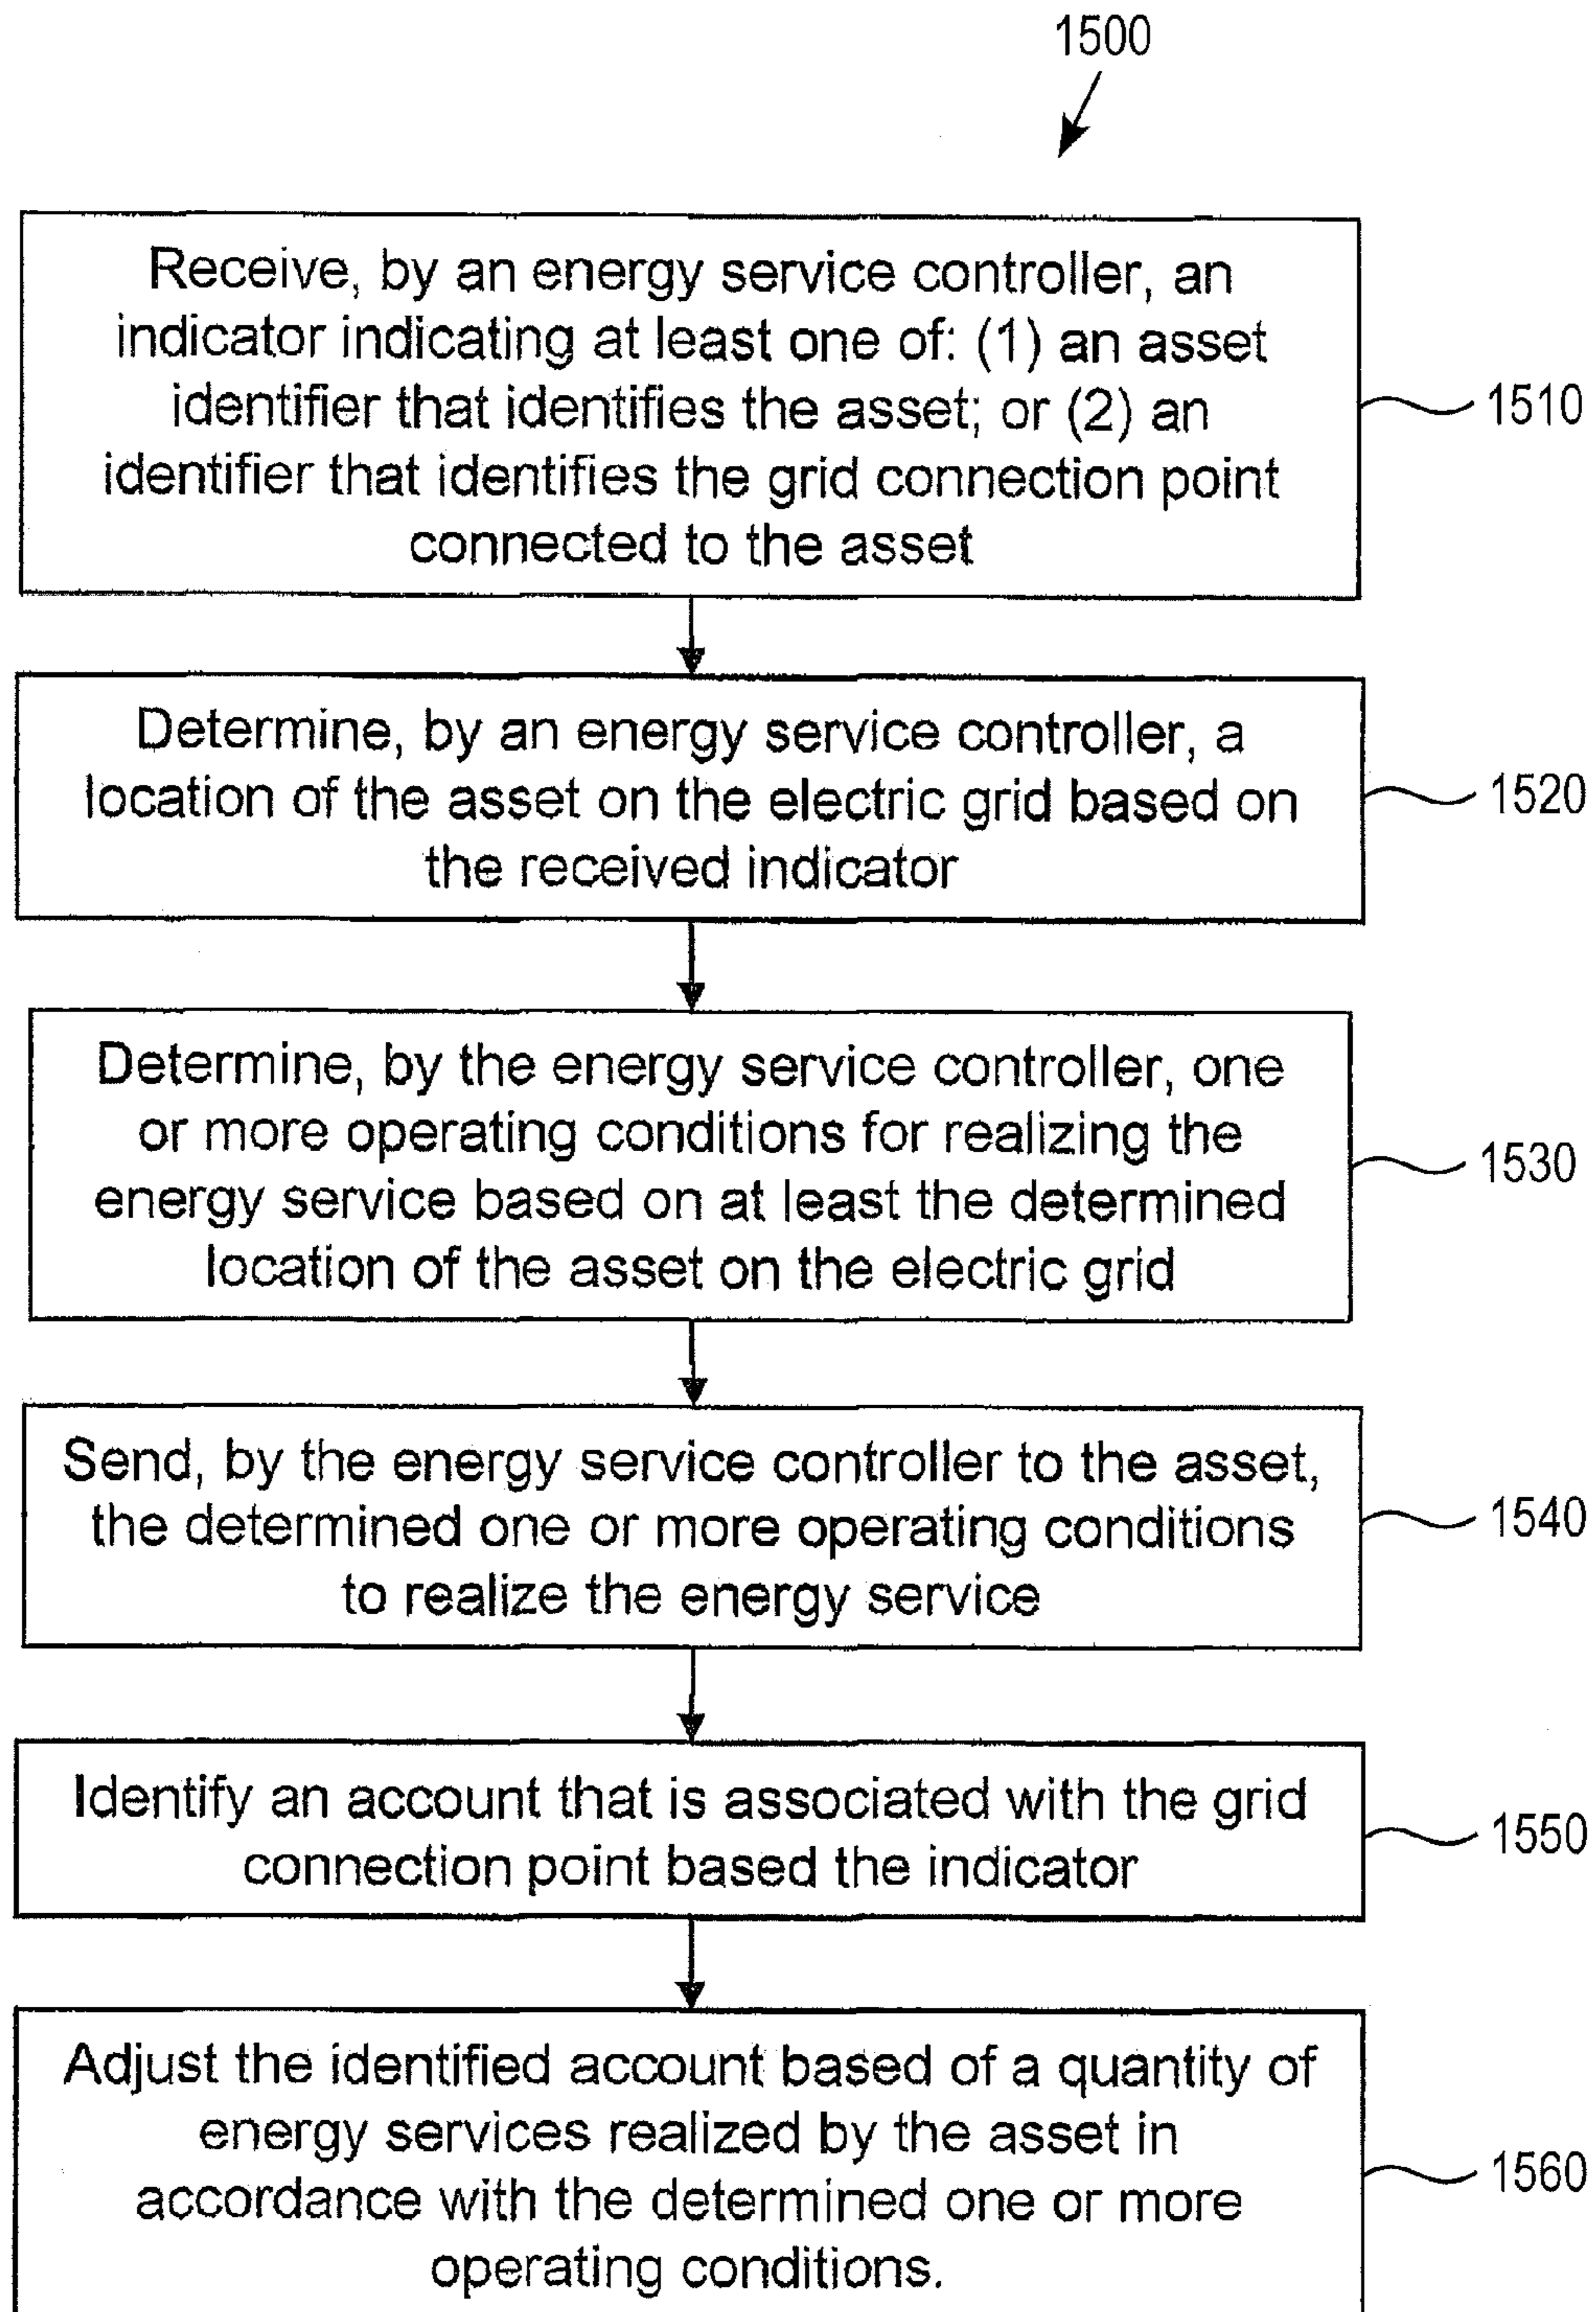 1500
Receive, by an energy service controller, an
indicator indicating at least one of: (1) an asset
identifier that identifies the asset; or (2) an
identifier that identifies the grid connection point
connected to the asset
1510
Determine, by an energy service controller, a
location of the asset on the electric grid based on
the received indicator
1520
Determine, by the energy service controller, one
or more operating conditions for realizing the
energy service based on at least the determined
location of the asset on the electric grid
1530
Send, by the energy service controller to the asset,
the determined one or more operating conditions
to realize the energy service
1540
Identify an account that is associated with the grid
connection point based the indicator
1550
Adjust the identified account based of a quantity of
energy services realized by the asset in
accordance with the determined one or more
operating conditions.
1560